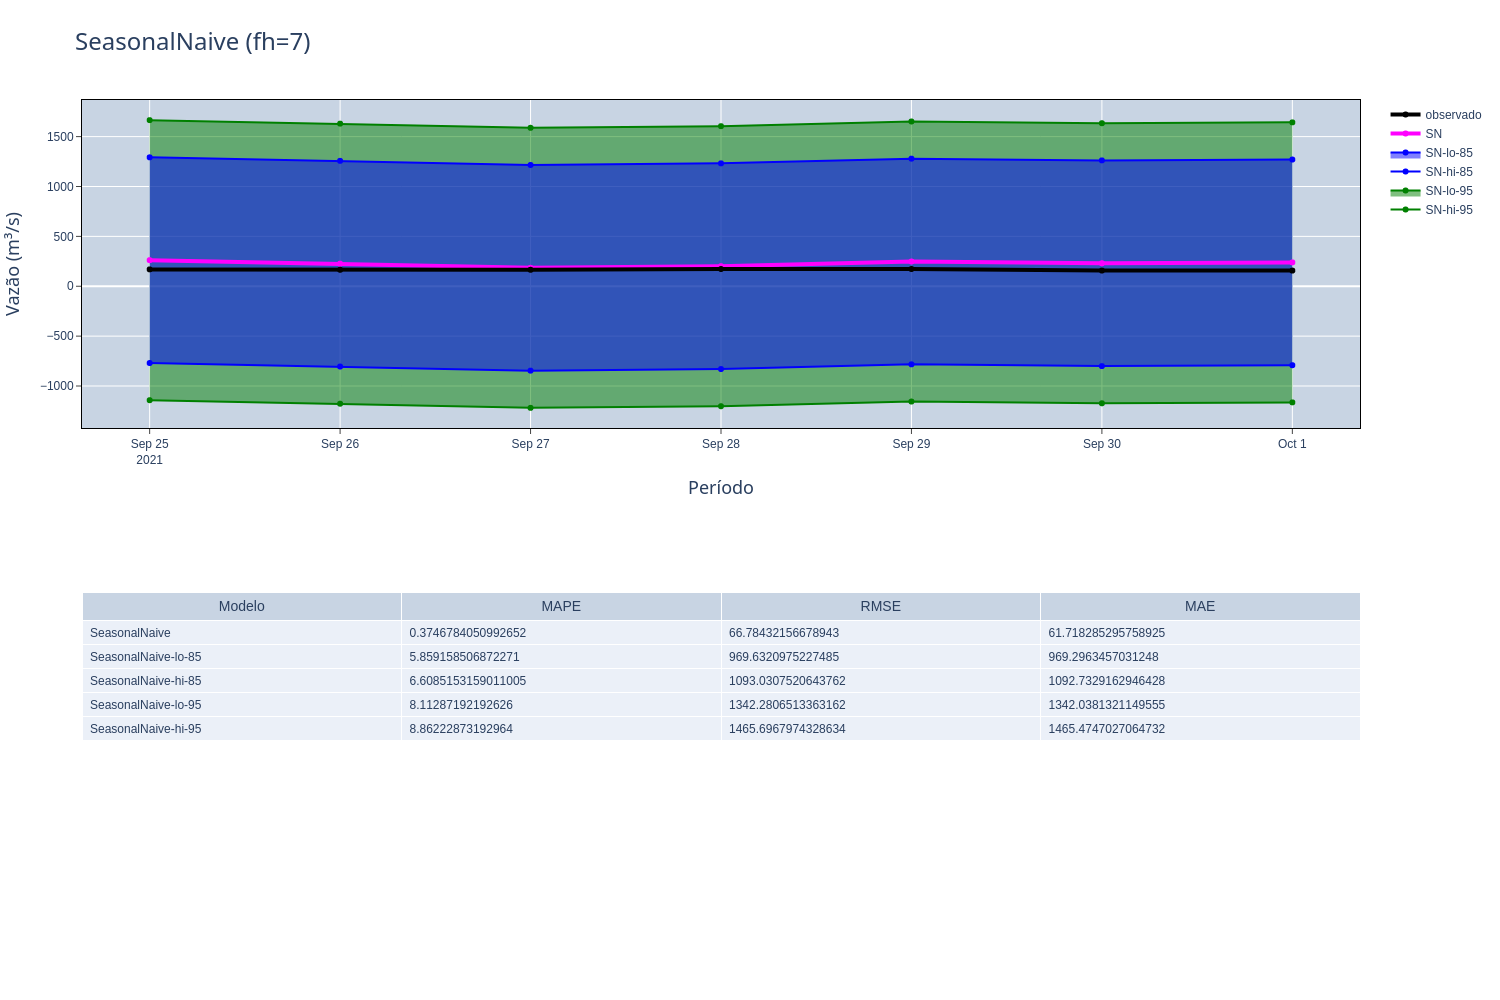 SeasonalNaive (fh=7)
observado
SN
SN-lo-85
SN-hi-85
SN-lo-95
SN-hi-95
Vazão (m³/s)
1500
1000
500
0
−500
−1000
Sep 25 Sep 26 Sep 27 Sep 28 Sep 29 Sep 30 Oct 1
2021
Período
Modelo MAPE RMSE MAE
SeasonalNaive 0.3746784050992652 66.78432156678943 61.718285295758925
SeasonalNaive-lo-85 5.859158506872271 969.6320975227485 969.2963457031248
SeasonalNaive-hi-85 6.6085153159011005 1093.0307520643762 1092.7329162946428
SeasonalNaive-lo-95 8.11287192192626 1342.2806513363162 1342.0381321149555
SeasonalNaive-hi-95 8.86222873192964 1465.6967974328634 1465.4747027064732